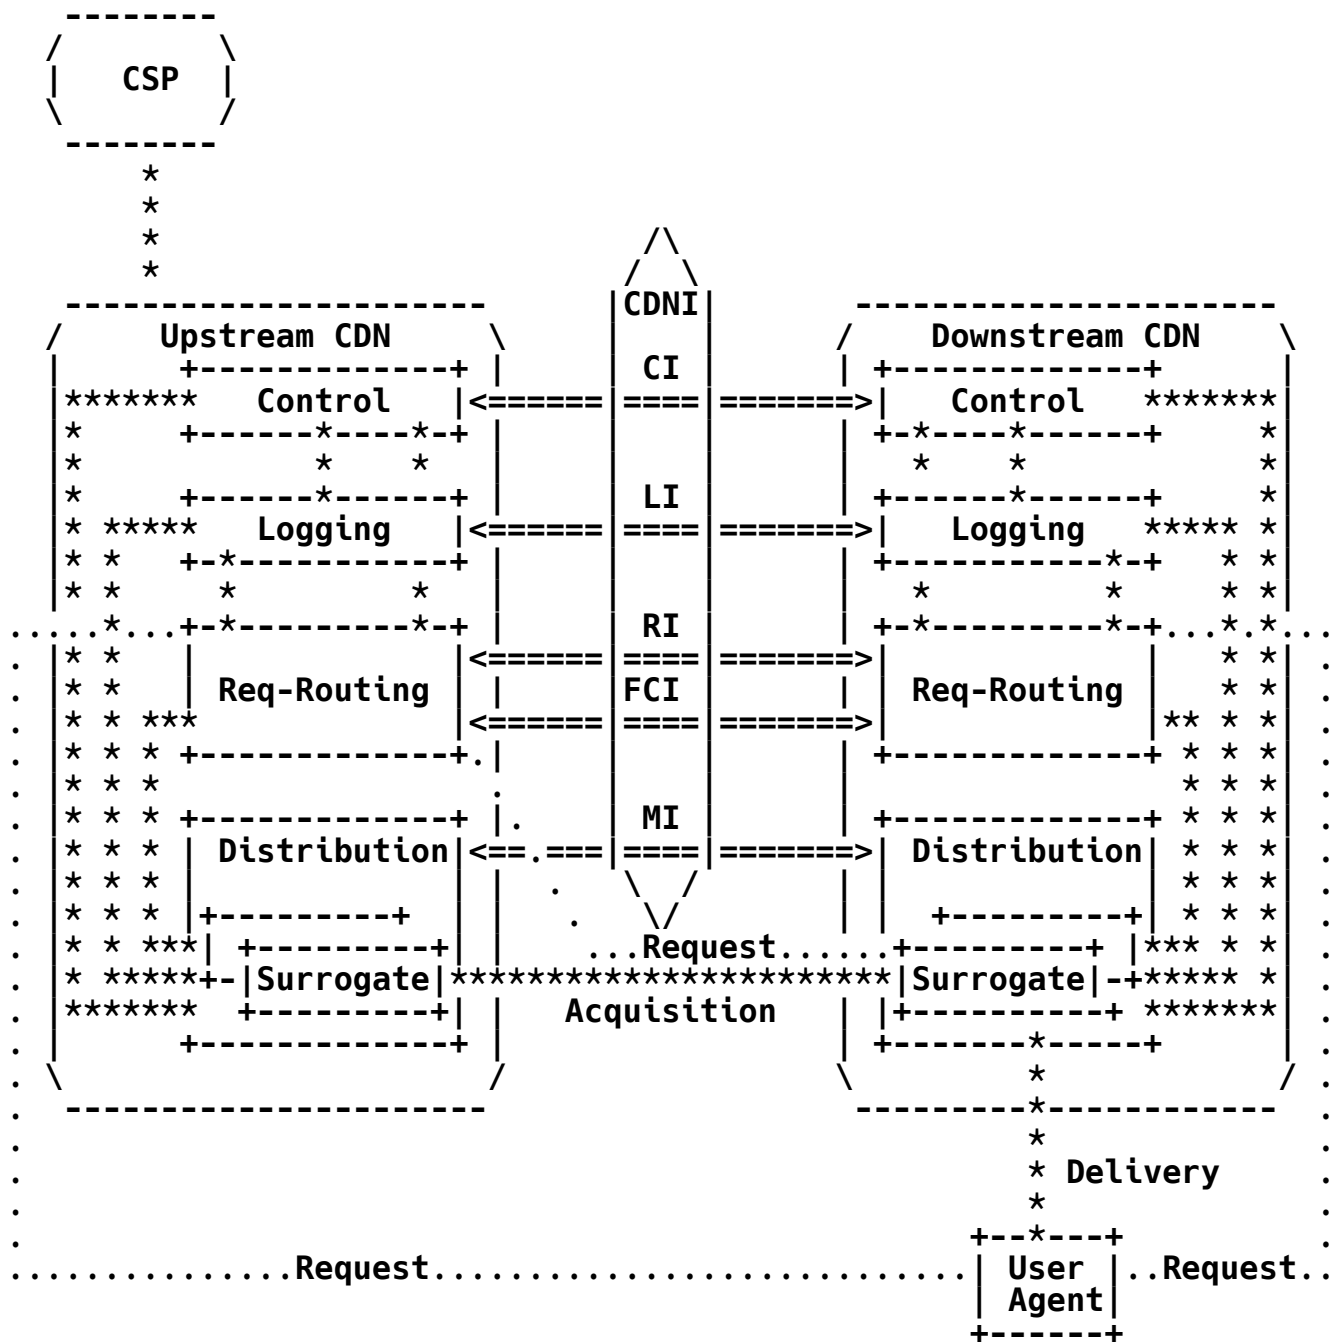 CSP
CDNI
Upstream CDN Downstream CDN
CI
Control Control
LI
Logging Logging
RI
Req-Routing FCI Req-Routing
MI
Distribution Distribution
Request
Surrogate Surrogate
Acquisition
Delivery
Request User Request
Agent